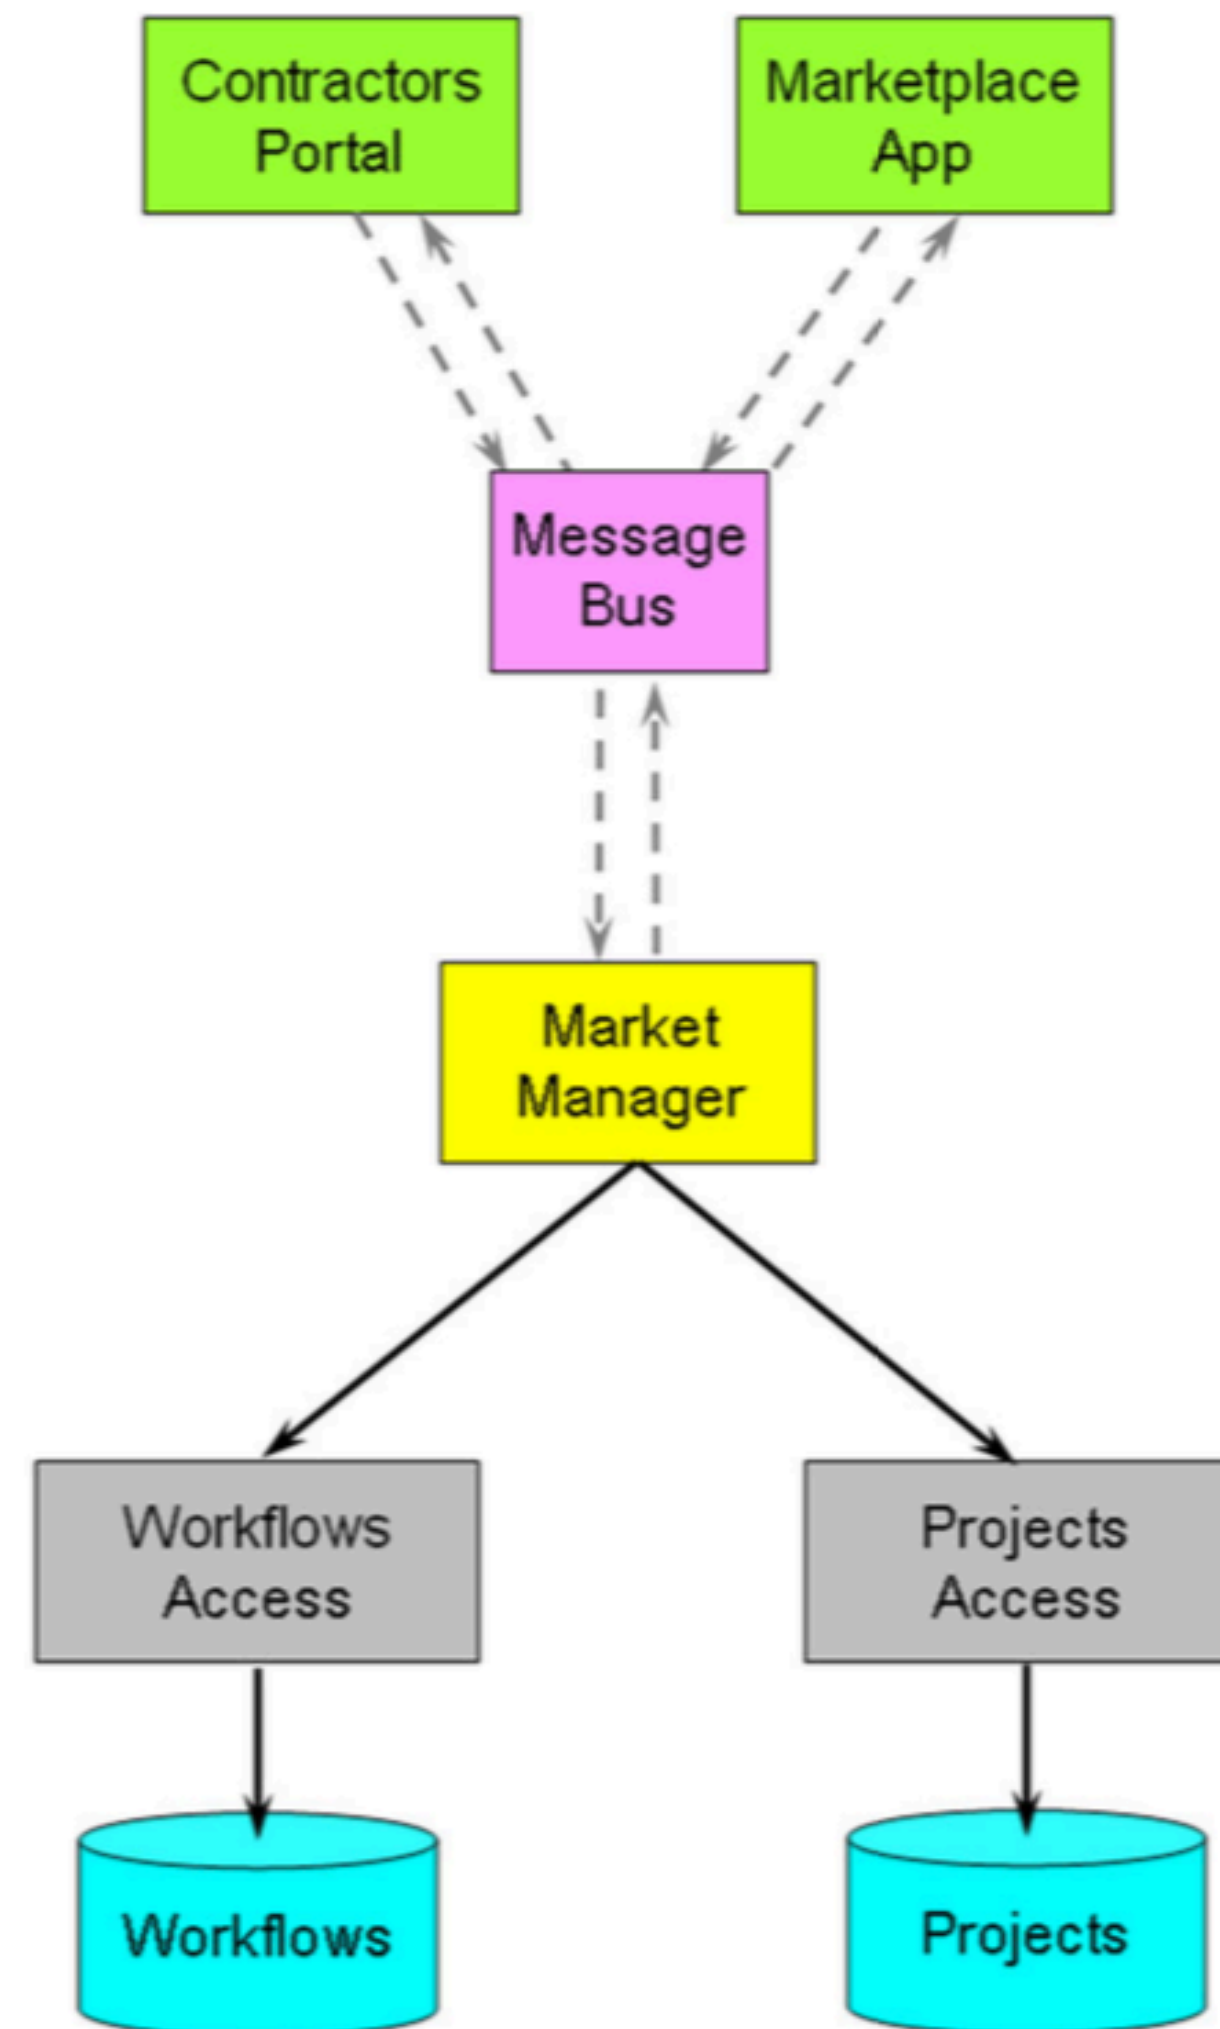 Contractors
Portal
Marketplace
App
Message
Bus
Market
Manager
Workflows
Access
Projects
Access
Workflows
Projects